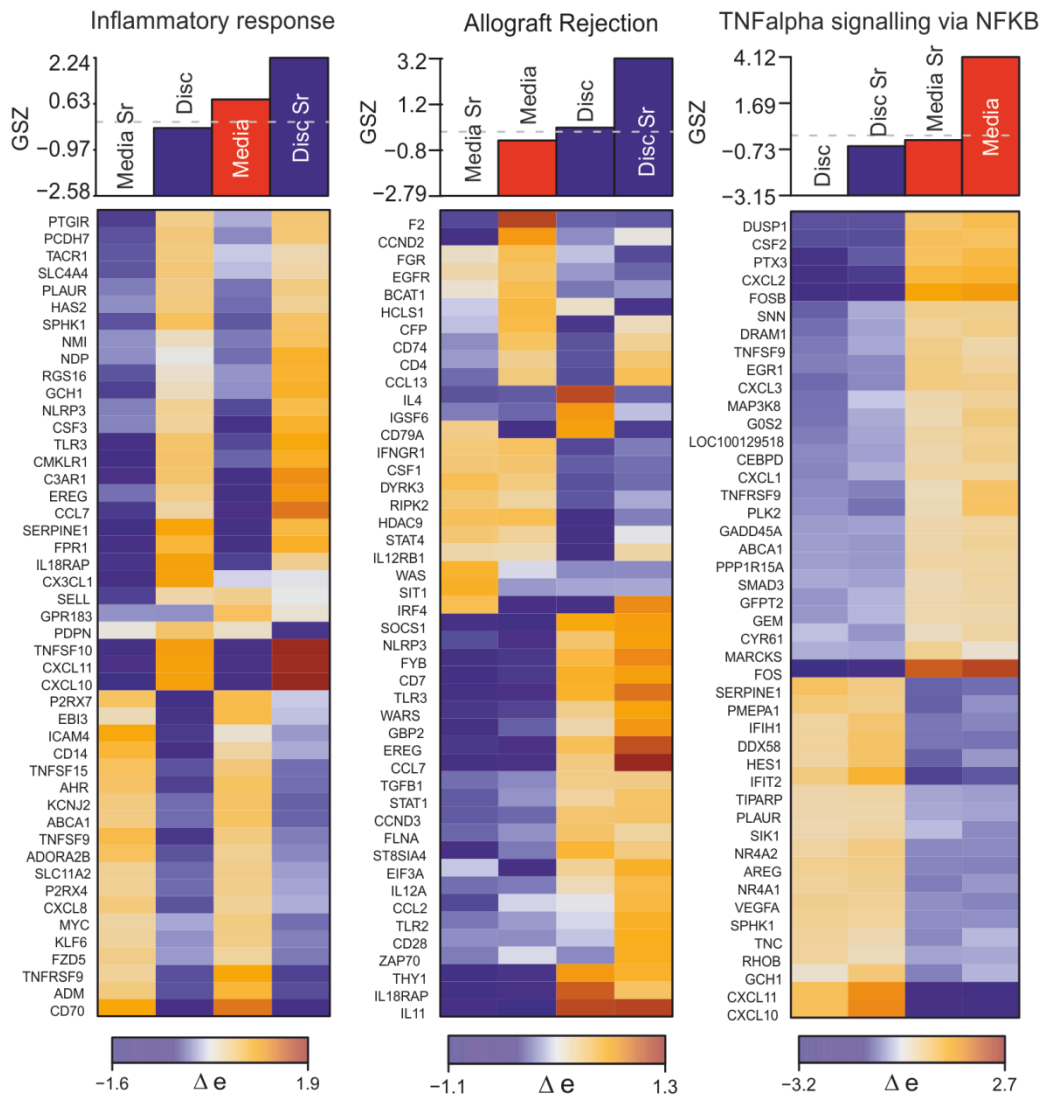 Inflammatory response
GSZ
2.24
0.63
−0.97
−2.58
Media Sr
Disc
Media
Disc Sr
PTGIR
PCDH7
TACR1
SLC4A4
PLAUR
HAS2
SPHK1
NMI
NDP
RGS16
GCH1
NLRP3
CSF3
TLR3
CMKLR1
C3AR1
EREG
CCL7
SERPINE1
FPR1
IL18RAP
CX3CL1
SELL
GPR183
PDPN
TNFSF10
CXCL11
CXCL10
P2RX7
EBI3
ICAM4
CD14
TNFSF15
AHR
KCNJ2
ABCA1
TNFSF9
ADORA2B
SLC11A2
P2RX4
CXCL8
MYC
KLF6
FZD5
TNFRSF9
ADM
CD70
−1.6
Δ e
1.9
Allograft Rejection
GSZ
3.2
1.2
−0.8
−2.79
Media Sr
Media
Disc
Disc Sr
F2
CCND2
FGR
EGFR
BCAT1
HCLS1
CFP
CD74
CD4
CCL13
IL4
IGSF6
CD79A
IFNGR1
CSF1
DYRK3
RIPK2
HDAC9
STAT4
IL12RB1
WAS
SIT1
IRF4
SOCS1
NLRP3
FYB
CD7
TLR3
WARS
GBP2
EREG
CCL7
TGFB1
STAT1
CCND3
FLNA
ST8SIA4
EIF3A
IL12A
CCL2
TLR2
CD28
ZAP70
THY1
IL18RAP
IL11
−1.1
Δ e
1.3
TNFalpha signalling via NFKB
GSZ
4.12
1.69
−0.73
−3.15
Disc
Disc Sr
Media Sr
Media
DUSP1
CSF2
PTX3
CXCL2
FOSB
SNN
DRAM1
TNFSF9
EGR1
CXCL3
MAP3K8
G0S2
LOC100129518
CEBPD
CXCL1
TNFRSF9
PLK2
GADD45A
ABCA1
PPP1R15A
SMAD3
GFPT2
GEM
CYR61
MARCKS
FOS
SERPINE1
PMEPA1
IFIH1
DDX58
HES1
IFIT2
TIPARP
PLAUR
SIK1
NR4A2
AREG
NR4A1
VEGFA
SPHK1
TNC
RHOB
GCH1
CXCL11
CXCL10
−3.2
Δ e
2.7